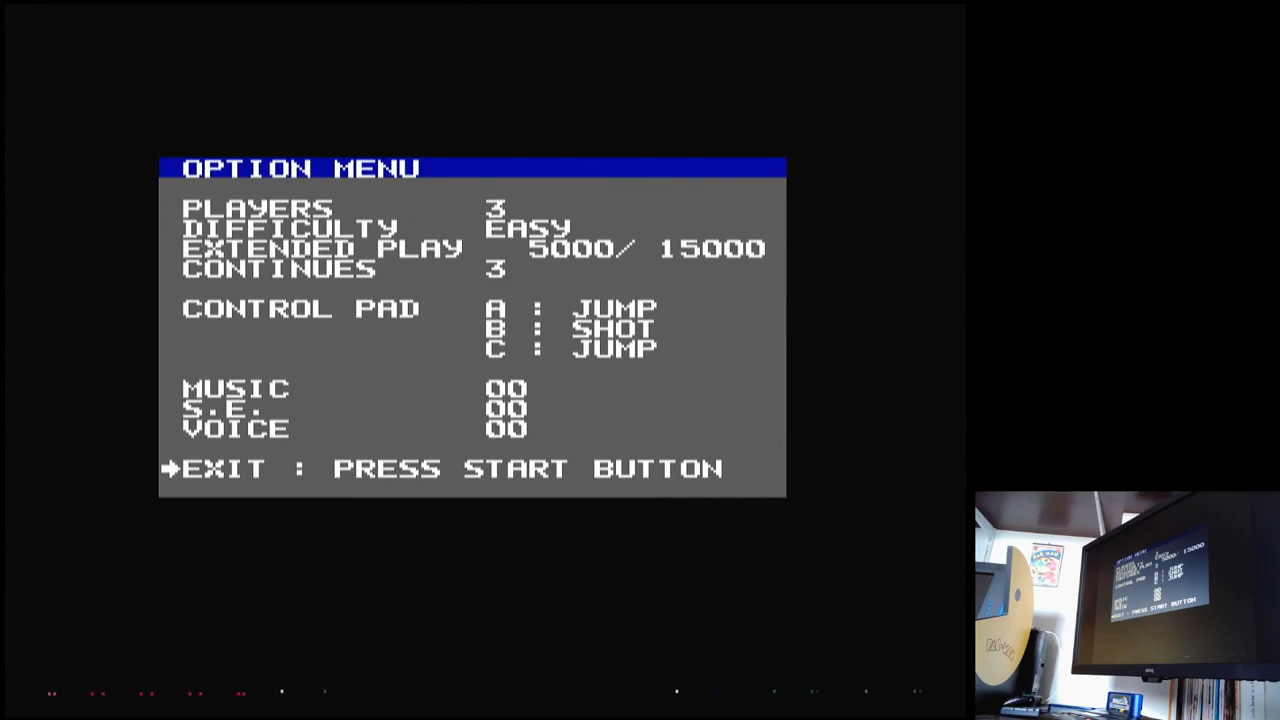 OPTION MENU
PLAYERS 3
DIFFICULTY EASY
EXTENDED PLAY 5000/ 15000
CONTINUES 3
CONTROL PAD A : JUMP
B : SHOT
C : JUMP
MUSIC 00
S.E. 00
VOICE 00
→EXIT : PRESS START BUTTON